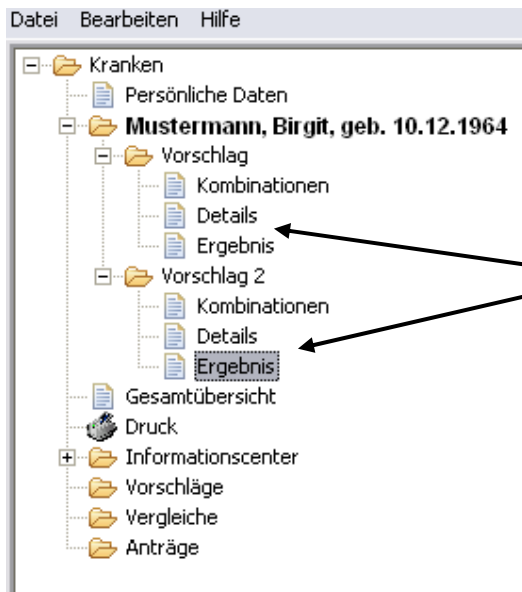 Datei Bearbeiten Hilfe
Kranken
Persönliche Daten
Mustermann, Birgit, geb. 10.12.1964
Vorschlag
Kombinationen
Details
Ergebnis
Vorschlag 2
Kombinationen
Details
Ergebnis
Gesamtübersicht
Druck
Informationscenter
Vorschläge
Vergleiche
Anträge